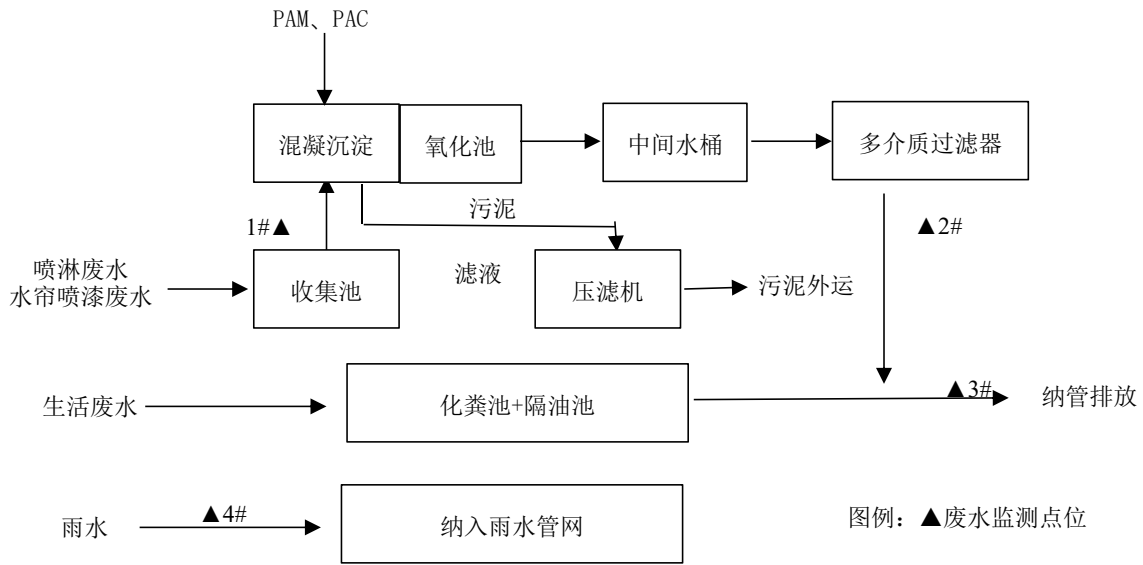 PAM、PAC
混凝沉淀
氧化池
中间水桶
多介质过滤器
污泥
1#▲
▲2#
喷淋废水
水帘喷漆废水
收集池
滤液
压滤机
污泥外运
生活废水
化粪池+隔油池
▲3#
纳管排放
雨水
▲4#
纳入雨水管网
图例：▲废水监测点位